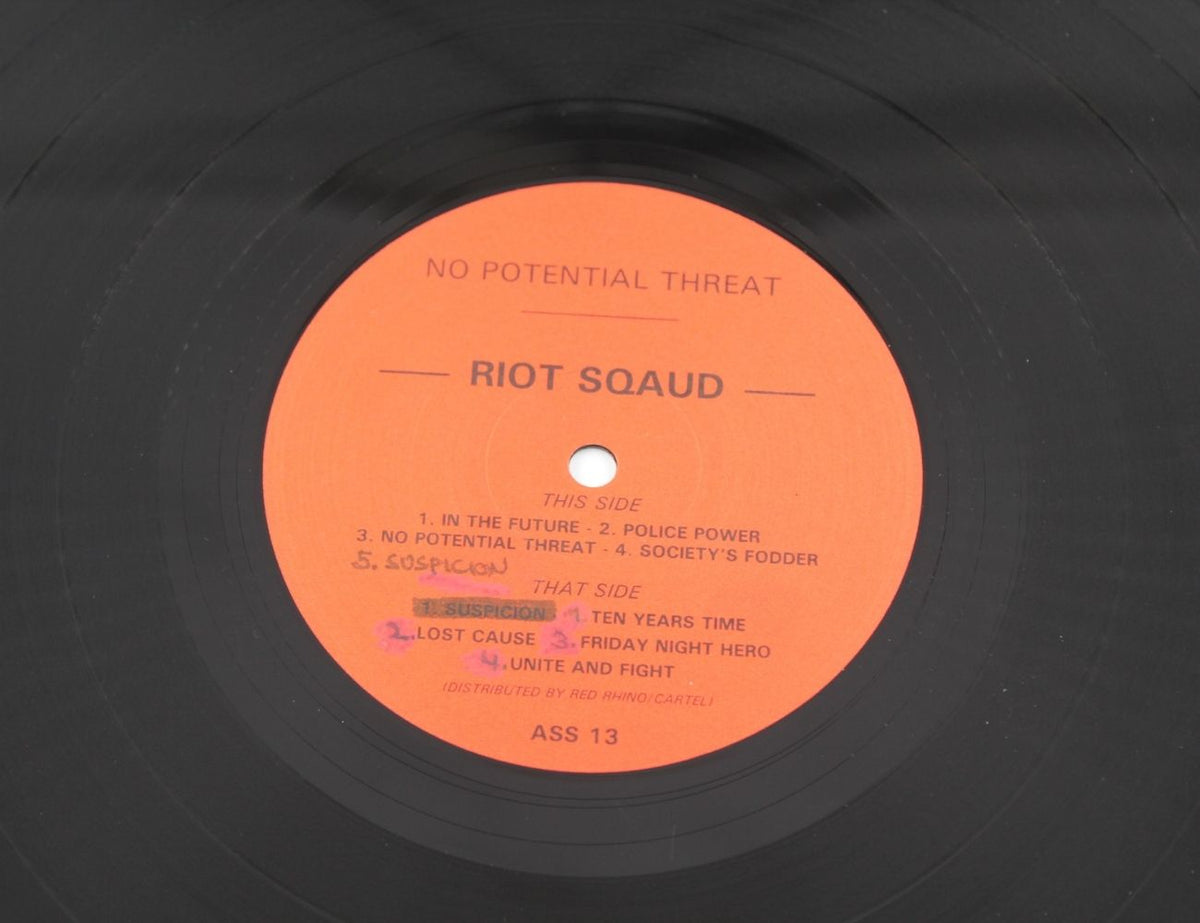 NO POTENTIAL THREAT
RIOT SQAUD
THIS SIDE
1. IN THE FUTURE - 2. POLICE POWER
3. NO POTENTIAL THREAT - 4. SOCIETY'S FODDER
5. SUSPICION
THAT SIDE
1. SUSPICION 1. TEN YEARS TIME
2. LOST CAUSE 3. FRIDAY NIGHT HERO
4. UNITE AND FIGHT
(DISTRIBUTED BY RED RHINO/CARTEL)
ASS 13